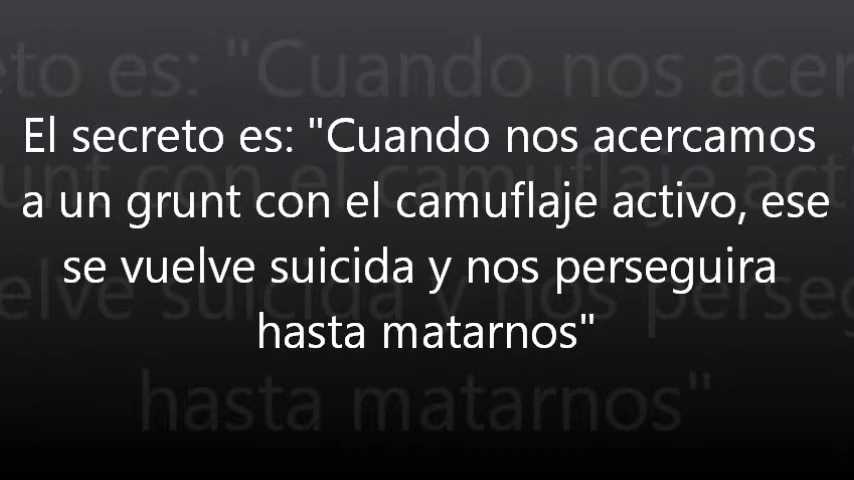 El secreto es: "Cuando nos acercamos
a un grunt con el camuflaje activo, ese
se vuelve suicida y nos perseguira
hasta matarnos"